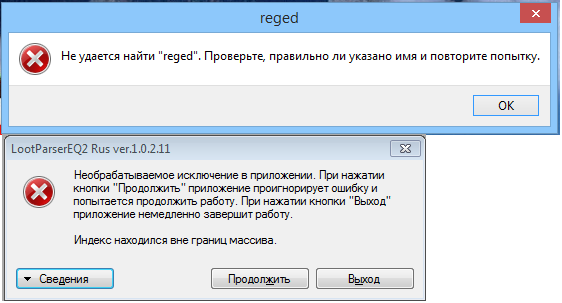 reged
Не удается найти "reged". Проверьте, правильно ли указано имя и повторите попытку.
OK
LootParserEQ2 Rus ver.1.0.2.11
Необрабатываемое исключение в приложении. При нажатии
кнопки "Продолжить" приложение проигнорирует ошибку и
попытается продолжить работу. При нажатии кнопки "Выход"
приложение немедленно завершит работу.
Индекс находился вне границ массива.
Сведения
Продолжить
Выход